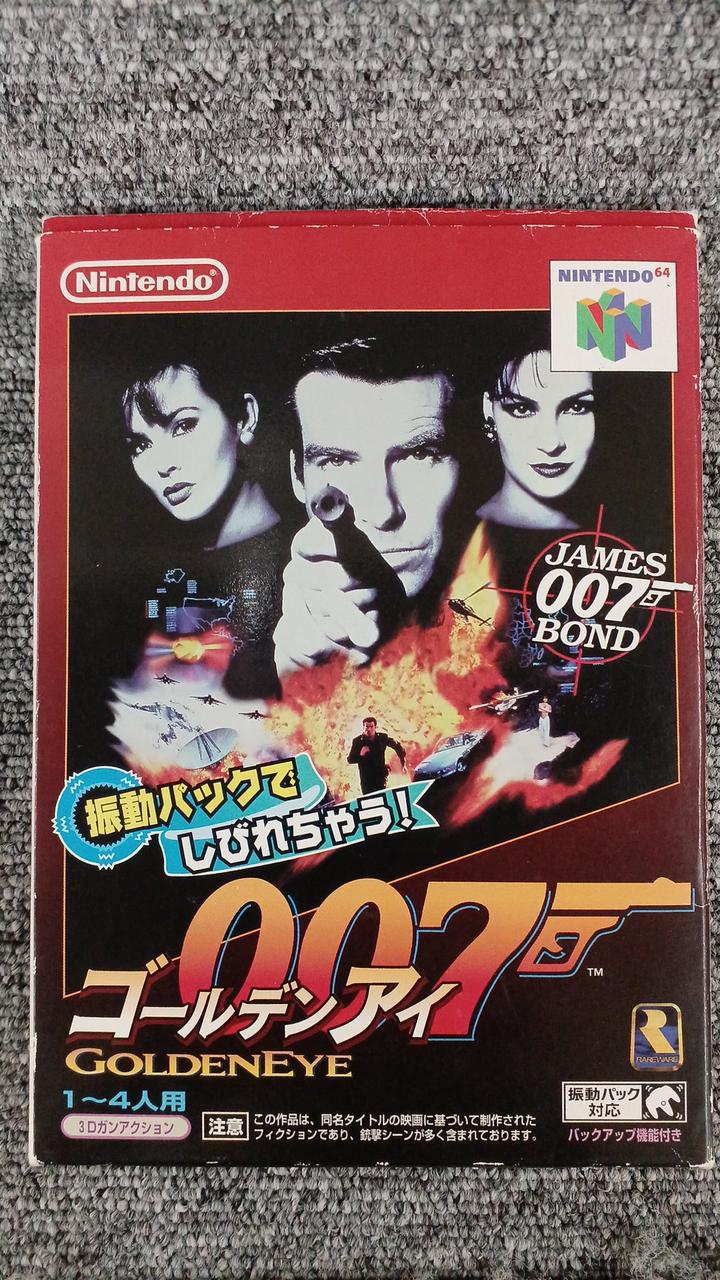 Nintendo®
NINTENDO64
JAMES
007
BOND
振動パックで
しびれちゃう!
007
TM
ゴールデンアイ
GOLDENEYE
R
RAREWARE
1〜4人用
3Dガンアクション
注意
この作品は、同名タイトルの映画に基づいて制作された
フィクションであり、銃撃シーンが多く含まれております。
振動パック
対応
バックアップ機能付き